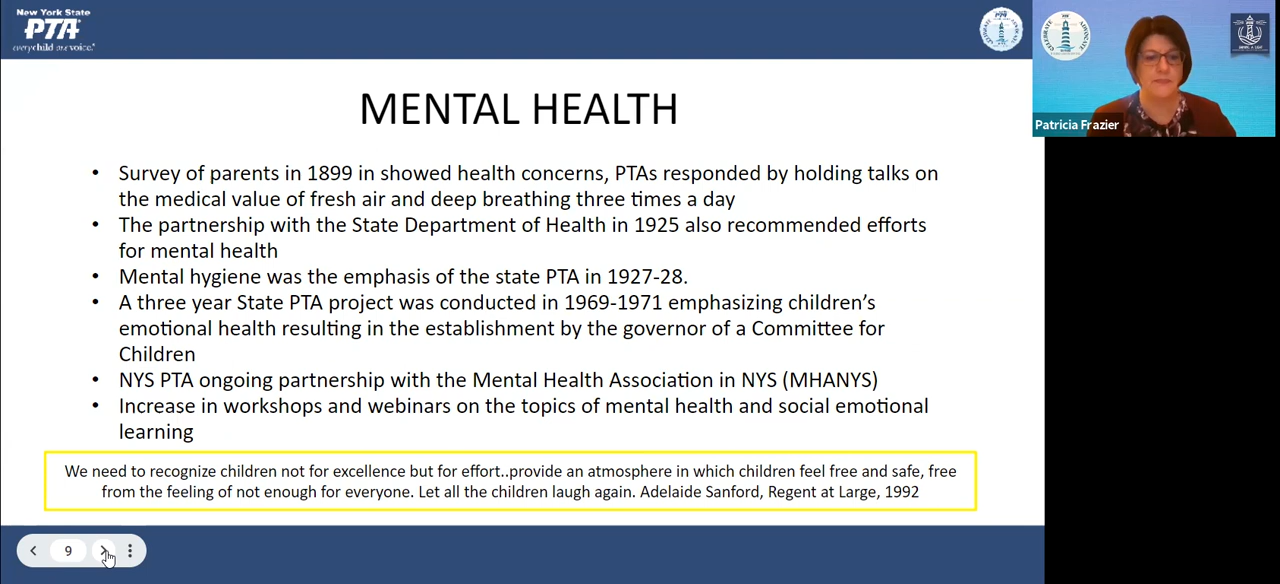 New York State
PTA
everychild. onevoice.®
MENTAL HEALTH
• Survey of parents in 1899 in showed health concerns, PTAs responded by holding talks on
the medical value of fresh air and deep breathing three times a day
• The partnership with the State Department of Health in 1925 also recommended efforts
for mental health
• Mental hygiene was the emphasis of the state PTA in 1927-28.
• A three year State PTA project was conducted in 1969-1971 emphasizing children's
emotional health resulting in the establishment by the governor of a Committee for
Children
• NYS PTA ongoing partnership with the Mental Health Association in NYS (MHANYS)
• Increase in workshops and webinars on the topics of mental health and social emotional
learning
We need to recognize children not for excellence but for effort..provide an atmosphere in which children feel free and safe, free
from the feeling of not enough for everyone. Let all the children laugh again. Adelaide Sanford, Regent at Large, 1992
9
CELEBRATE
ADVOCATE
Patricia Frazier